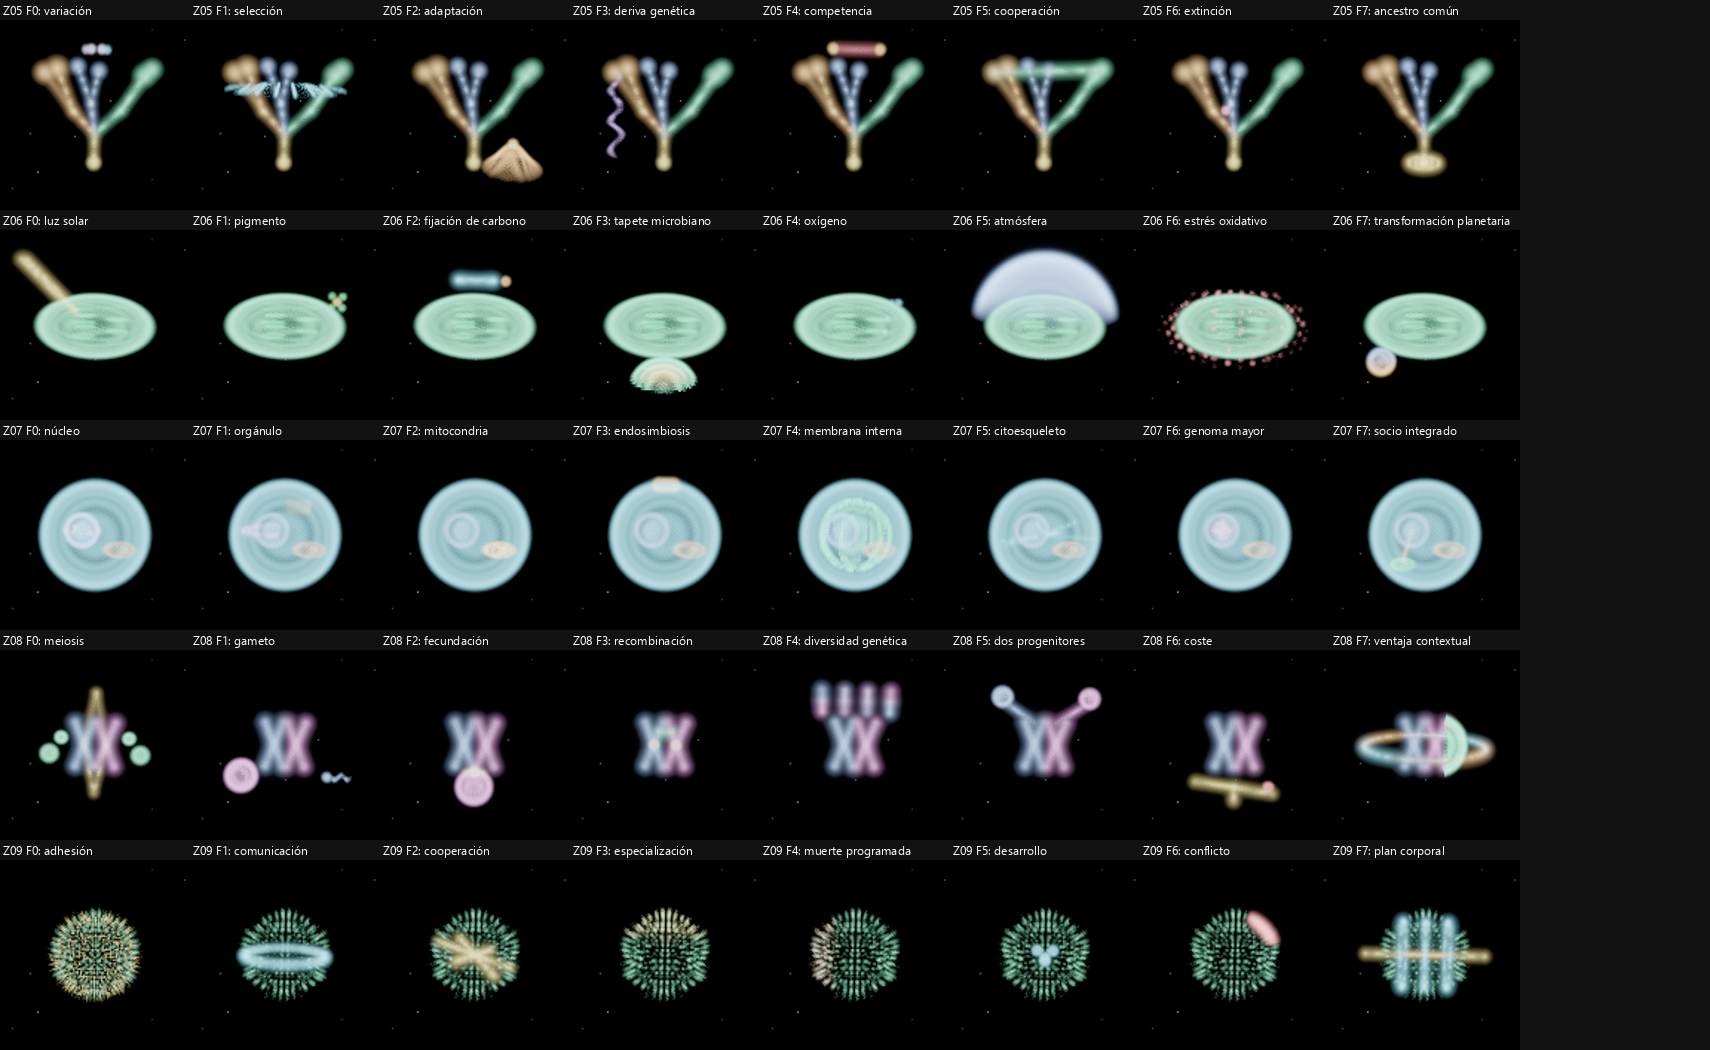 Z05 F0: variación
Z05 F1: selección
Z05 F2: adaptación
Z05 F3: deriva genética
Z05 F4: competencia
Z05 F5: cooperación
Z05 F6: extinción
Z05 F7: ancestro común
Z06 F0: luz solar
Z06 F1: pigmento
Z06 F2: fijación de carbono
Z06 F3: tapete microbiano
Z06 F4: oxígeno
Z06 F5: atmósfera
Z06 F6: estrés oxidativo
Z06 F7: transformación planetaria
Z07 F0: núcleo
Z07 F1: orgánulo
Z07 F2: mitocondria
Z07 F3: endosimbiosis
Z07 F4: membrana interna
Z07 F5: citoesqueleto
Z07 F6: genoma mayor
Z07 F7: socio integrado
Z08 F0: meiosis
Z08 F1: gameto
Z08 F2: fecundación
Z08 F3: recombinación
Z08 F4: diversidad genética
Z08 F5: dos progenitores
Z08 F6: coste
Z08 F7: ventaja contextual
Z09 F0: adhesión
Z09 F1: comunicación
Z09 F2: cooperación
Z09 F3: especialización
Z09 F4: muerte programada
Z09 F5: desarrollo
Z09 F6: conflicto
Z09 F7: plan corporal